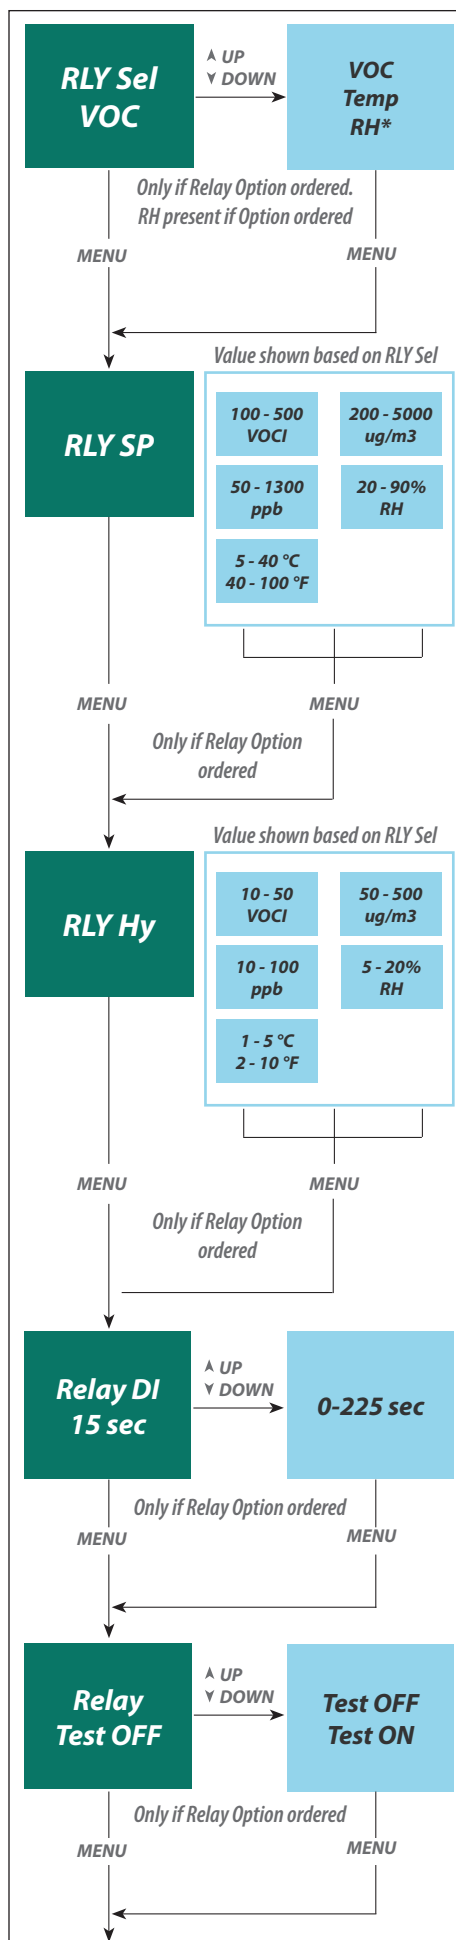 RLY Sel
VOC
UP
DOWN
VOC
Temp
RH*
Only if Relay Option ordered.
RH present if Option ordered
MENU
MENU
Value shown based on RLY Sel
RLY SP
100 - 500
VOCI
200 - 5000
ug/m3
50 - 1300
ppb
20 - 90%
RH
5 - 40 °C
40 - 100 °F
MENU
MENU
Only if Relay Option
ordered
Value shown based on RLY Sel
RLY Hy
10 - 50
VOCI
50 - 500
ug/m3
10 - 100
ppb
5 - 20%
RH
1 - 5 °C
2 - 10 °F
MENU
MENU
Only if Relay Option
ordered
Relay DI
15 sec
UP
DOWN
0-225 sec
Only if Relay Option ordered
MENU
MENU
Relay
Test OFF
UP
DOWN
Test OFF
Test ON
Only if Relay Option ordered
MENU
MENU